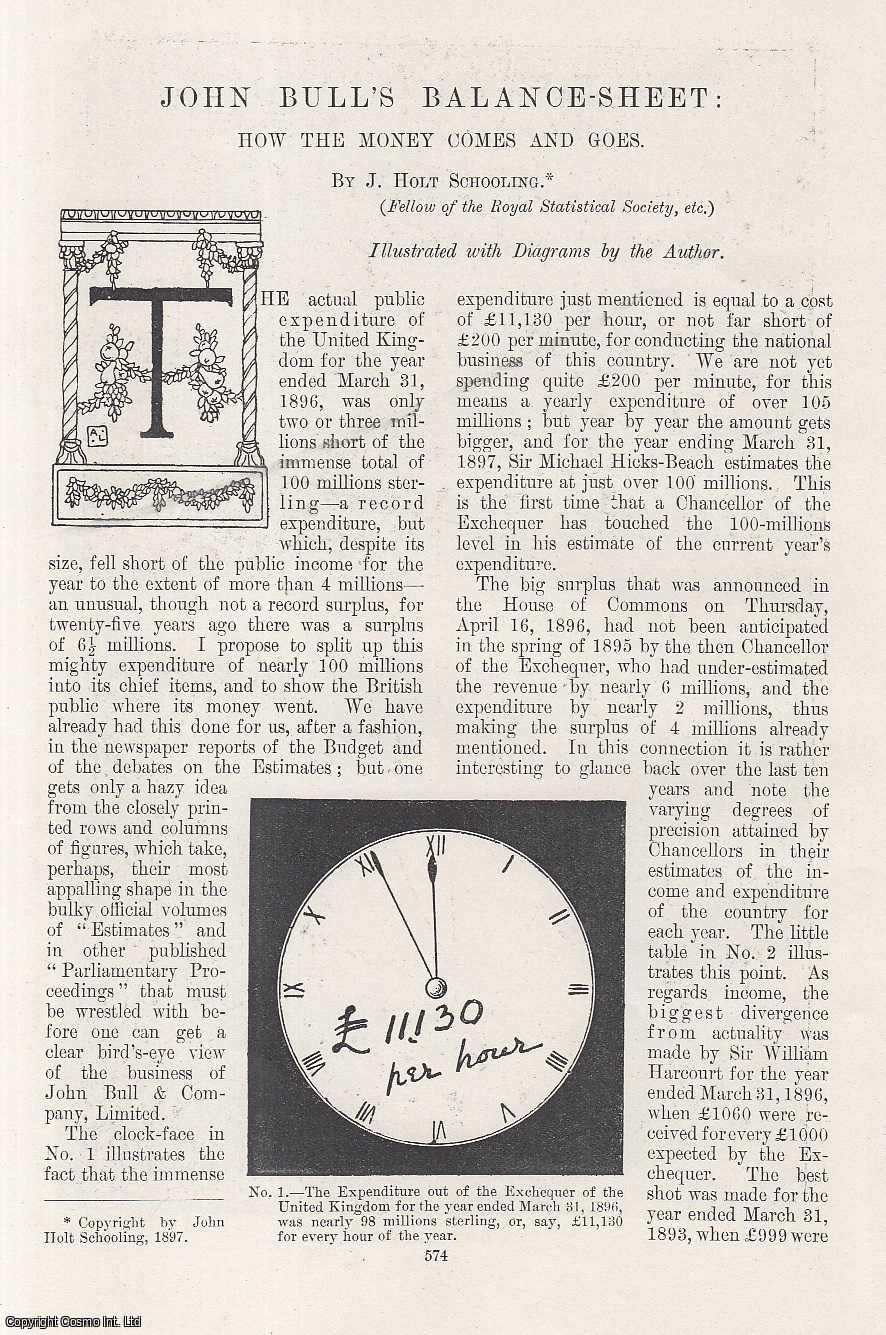 JOHN BULL'S BALANCE-SHEET:
HOW THE MONEY COMES AND GOES.
By J. Holt Schooling.*
(Fellow of the Royal Statistical Society, etc.)
Illustrated with Diagrams by the Author.
THE actual public
expenditure of
the United King-
dom for the year
ended March 31,
1896, was only
two or three mil-
lions short of the
immense total of
100 millions ster-
ling—a record
expenditure, but
which, despite its
size, fell short of the public income for the
year to the extent of more than 4 millions—
an unusual, though not a record surplus, for
twenty-five years ago there was a surplus
of 6½ millions. I propose to split up this
mighty expenditure of nearly 100 millions
into its chief items, and to show the British
public where its money went. We have
already had this done for us, after a fashion,
in the newspaper reports of the Budget and
of the debates on the Estimates; but one
gets only a hazy idea
from the closely prin-
ted rows and columns
of figures, which take,
perhaps, their most
appalling shape in the
bulky official volumes
of "Estimates" and
in other published
"Parliamentary Pro-
ceedings" that must
be wrestled with be-
fore one can get a
clear bird's-eye view
of the business of
John Bull & Com-
pany, Limited.
The clock-face in
No. 1 illustrates the
fact that the immense
* Copyright by John
Holt Schooling, 1897.
expenditure just mentioned is equal to a cost
of £11,130 per hour, or not far short of
£200 per minute, for conducting the national
business of this country. We are not yet
spending quite £200 per minute, for this
means a yearly expenditure of over 105
millions; but year by year the amount gets
bigger, and for the year ending March 31,
1897, Sir Michael Hicks-Beach estimates the
expenditure at just over 100 millions. This
is the first time that a Chancellor of the
Exchequer has touched the 100-millions
level in his estimate of the current year's
expenditure.
The big surplus that was announced in
the House of Commons on Thursday,
April 16, 1896, had not been anticipated
in the spring of 1895 by the then Chancellor
of the Exchequer, who had under-estimated
the revenue by nearly 6 millions, and the
expenditure by nearly 2 millions, thus
making the surplus of 4 millions already
mentioned. In this connection it is rather
interesting to glance back over the last ten
years and note the
varying degrees of
precision attained by
Chancellors in their
estimates of the in-
come and expenditure
of the country for
each year. The little
table in No. 2 illus-
trates this point. As
regards income, the
biggest divergence
from actuality was
made by Sir William
Harcourt for the year
ended March 31, 1896,
when £1060 were re-
ceived for every £1000
expected by the Ex-
chequer. The best
shot was made for the
year ended March 31,
1893, when £999 were
XII
I
II
III
IIII
V
VI
VII
VIII
IX
X
XI
£11,130
per hour
No. 1.—The Expenditure out of the Exchequer of the
United Kingdom for the year ended March 31, 1896,
was nearly 98 millions sterling, or, say, £11,130
for every hour of the year.
574
Copyright Cosmo Int. Ltd